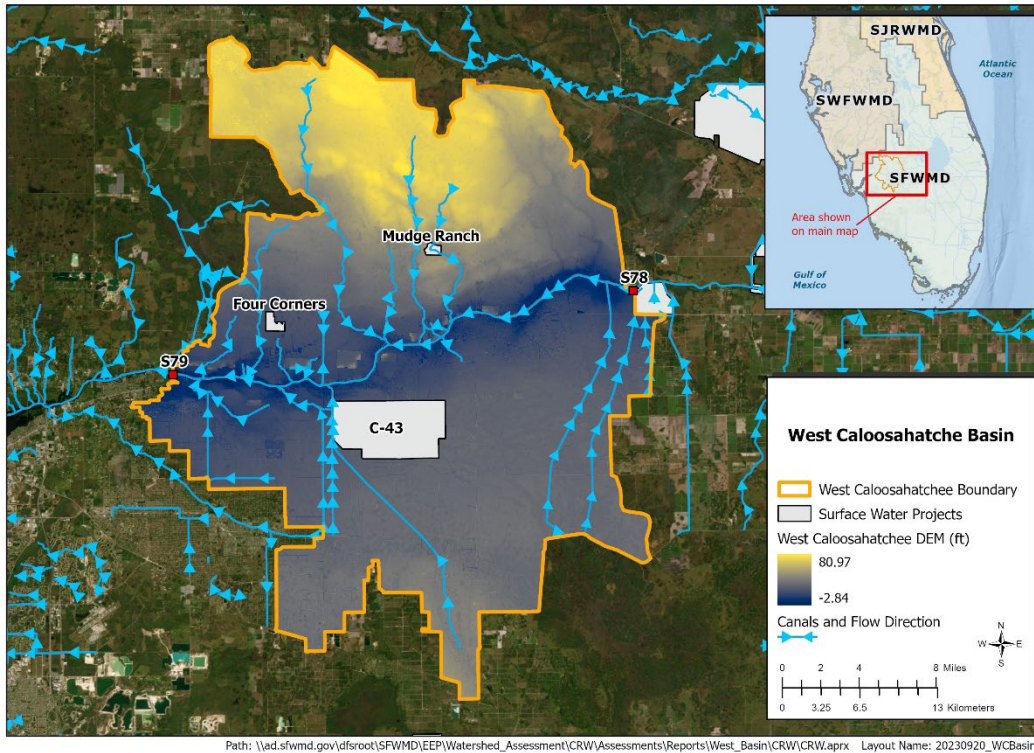 SJRWMD
Atlantic
Ocean
SWFWMD
SFWMD
Area shown
on main map
Gulf of
Mexico
Mudge Ranch
S78
Four Corners
S79
C-43
West Caloosahatche Basin
West Caloosahatchee Boundary
Surface Water Projects
West Caloosahatchee DEM (ft)
80.97
-2.84
Canals and Flow Direction
N
W E
S
0 2 4 8 Miles
0 3.25 6.5 13 Kilometers
Path: \\ad.sfwmd.gov\dfsroot\SFWMD\EEP\Watershed_Assessment\CRW\Assessments\Reports\West_Basin\CRW\CRW.aprx Layout Name: 20230920_WCBmap